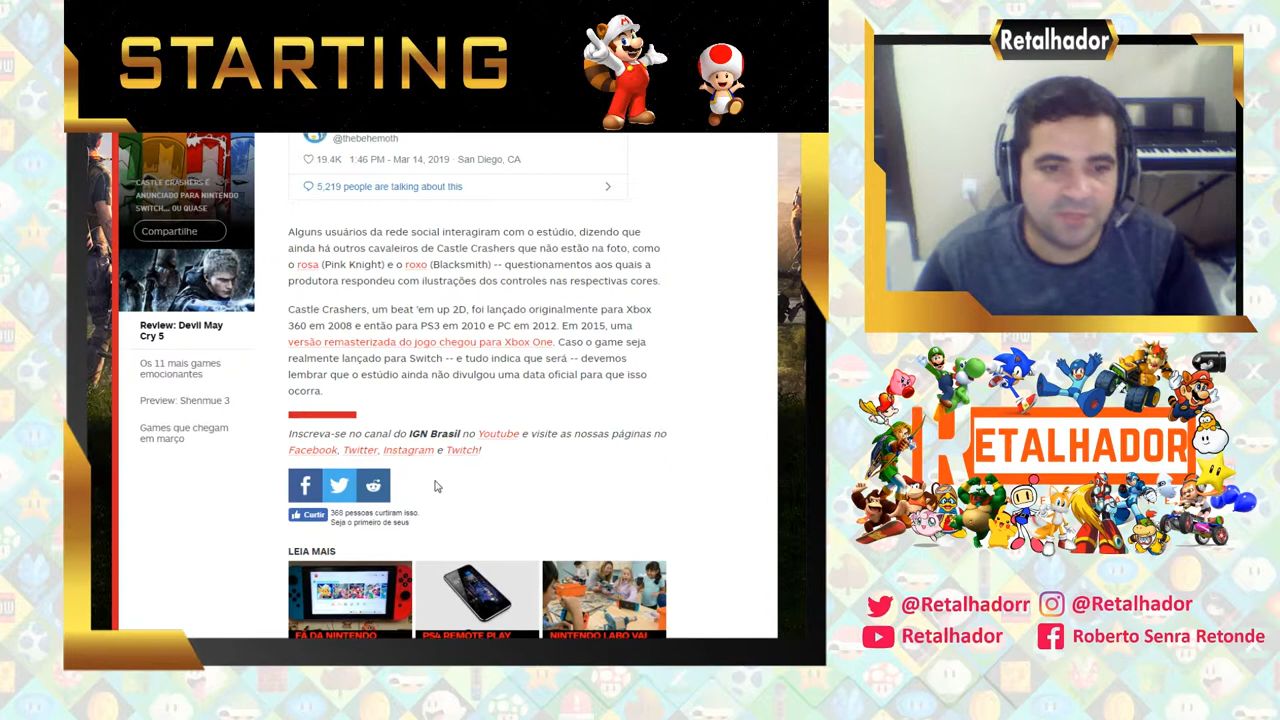 STARTING
Retalhador
@thebehemoth
19.4K 1:46 PM - Mar 14, 2019 · San Diego, CA
5,219 people are talking about this
CASTLE CRASHERS É
ANUNCIADO PARA NINTENDO
SWITCH... OU QUASE
Compartilhe
Review: Devil May
Cry 5
Os 11 mais games
emocionantes
Preview: Shenmue 3
Games que chegam
em março
Alguns usuários da rede social interagiram com o estúdio, dizendo que
ainda há outros cavaleiros de Castle Crashers que não estão na foto, como
o rosa (Pink Knight) e o roxo (Blacksmith) -- questionamentos aos quais a
produtora respondeu com ilustrações dos controles nas respectivas cores.
Castle Crashers, um beat 'em up 2D, foi lançado originalmente para Xbox
360 em 2008 e então para PS3 em 2010 e PC em 2012. Em 2015, uma
versão remasterizada do jogo chegou para Xbox One. Caso o game seja
realmente lançado para Switch -- e tudo indica que será -- devemos
lembrar que o estúdio ainda não divulgou uma data oficial para que isso
ocorra.
Inscreva-se no canal do IGN Brasil no Youtube e visite as nossas páginas no
Facebook, Twitter, Instagram e Twitch!
Curtir
368 pessoas curtiram isso.
Seja o primeiro de seus
LEIA MAIS
FÃ DA NINTENDO
PS4 REMOTE PLAY
NINTENDO LABO VAI
RETALHADOR
@Retalhadorr
@Retalhador
Retalhador
Roberto Senra Retonde